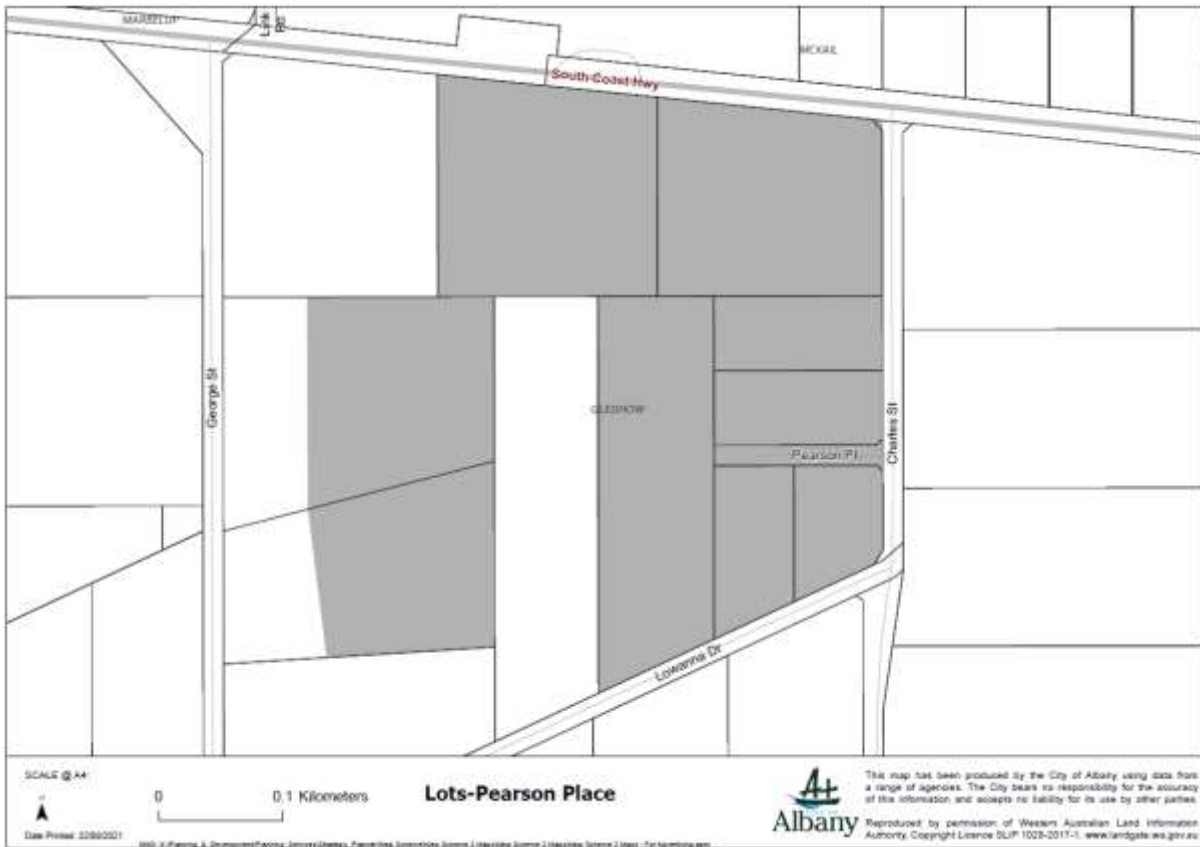 MARBELUP
MCKAIL
South Coast Hwy
George St
GLEDHOW
Charles St
Pearson Pl
Lowanna Dr
SCALE @ A4
0 0.1 Kilometers
Lots-Pearson Place
Albany
This map has been produced by the City of Albany using data from
a range of agencies. The City bears no responsibility for the accuracy
of this information and accepts no liability for its use by other parties.
Reproduced by permission of Western Australian Land Information
Authority, Copyright Licence SLIP 1028-2017-1. www.landgate.wa.gov.au
Date Printed: